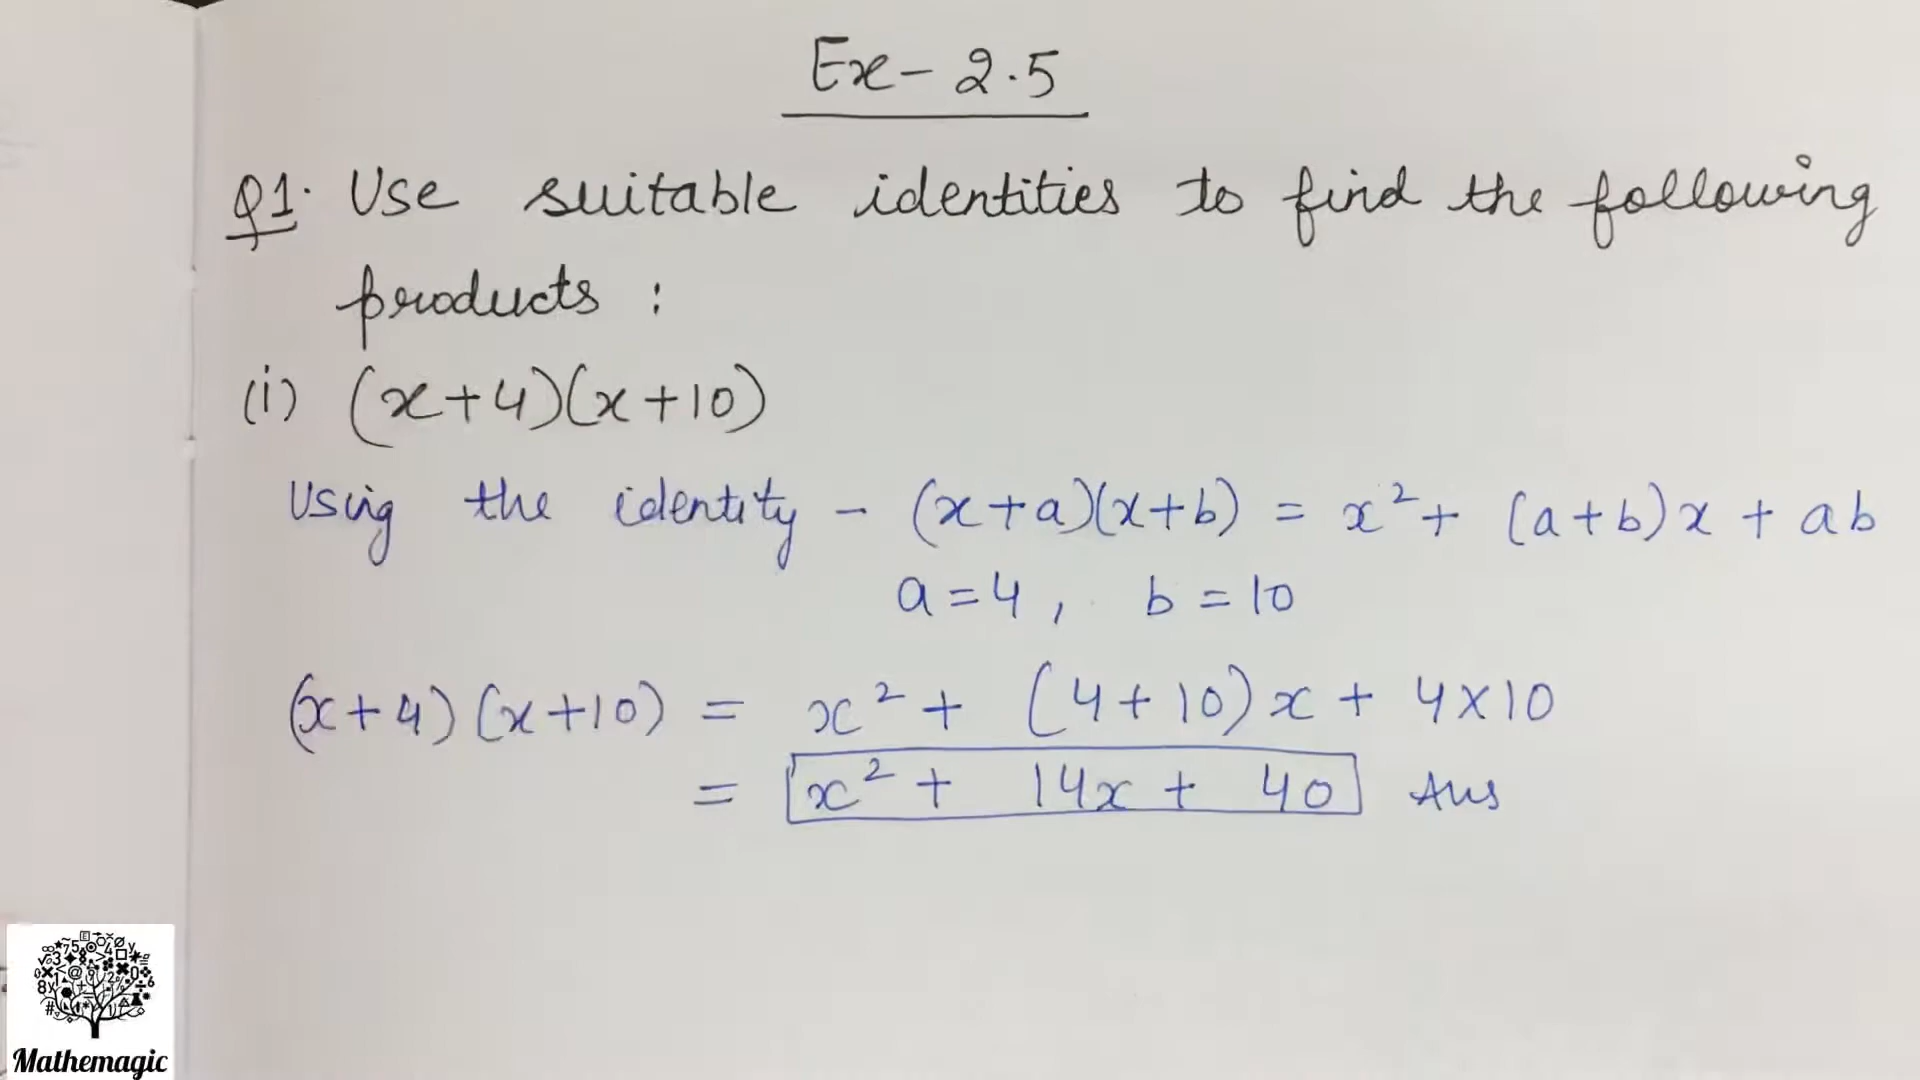 Ex - 2.5
Q1. Use suitable identities to find the following
products :
(i) (x+4)(x+10)
Using the identity - (x+a)(x+b) = x² + (a+b)x + ab
a = 4 , b = 10
(x+4) (x+10) = x² + (4+10)x + 4×10
= x² + 14x + 40 Ans
Mathemagic